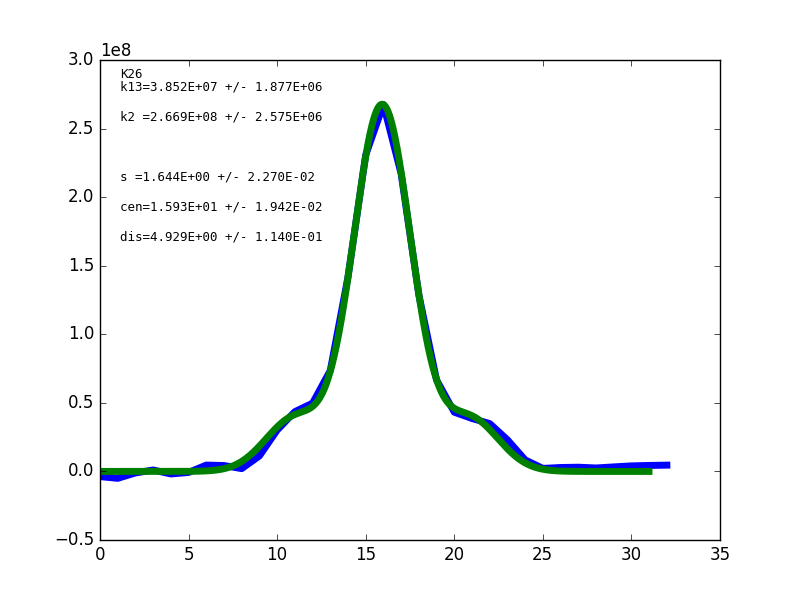 1e8
3.0
K26
k13=3.852E+07 +/- 1.877E+06
k2 =2.669E+08 +/- 2.575E+06
2.5
s =1.644E+00 +/- 2.270E-02
2.0
cen=1.593E+01 +/- 1.942E-02
dis=4.929E+00 +/- 1.140E-01
1.5
1.0
0.5
0.0
−0.5
0 5 10 15 20 25 30 35